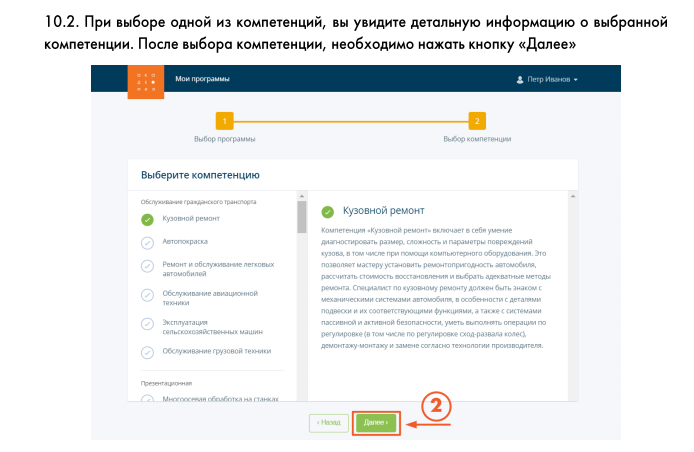 10.2. При выборе одной из компетенций, вы увидите детальную информацию о выбранной
компетенции. После выбора компетенции, необходимо нажать кнопку «Далее»
Мои программы
Петр Иванов
1
2
Выбор программы
Выбор компетенции
Выберите компетенцию
Обслуживание гражданского транспорта
Кузовной ремонт
Автопокраска
Ремонт и обслуживание легковых
автомобилей
Обслуживание авиационной
техники
Эксплуатация
сельскохозяйственных машин
Обслуживание грузовой техники
Презентационная
Многоосевая обработка на станках
Кузовной ремонт
Компетенция «Кузовной ремонт» включает в себя умение
диагностировать размер, сложность и параметры повреждений
кузова, в том числе при помощи компьютерного оборудования. Это
позволяет мастеру установить ремонтопригодность автомобиля,
рассчитать стоимость восстановления и выбрать адекватные методы
ремонта. Специалист по кузовному ремонту должен быть знаком с
механическими системами автомобиля, в особенности с деталями
подвески и их соответствующими функциями, а также с системами
пассивной и активной безопасности, уметь выполнять операции по
регулировке (в том числе по регулировке сход-развала колес),
демонтажу-монтажу и замене согласно технологии производителя.
‹ Назад
Далее ›
2